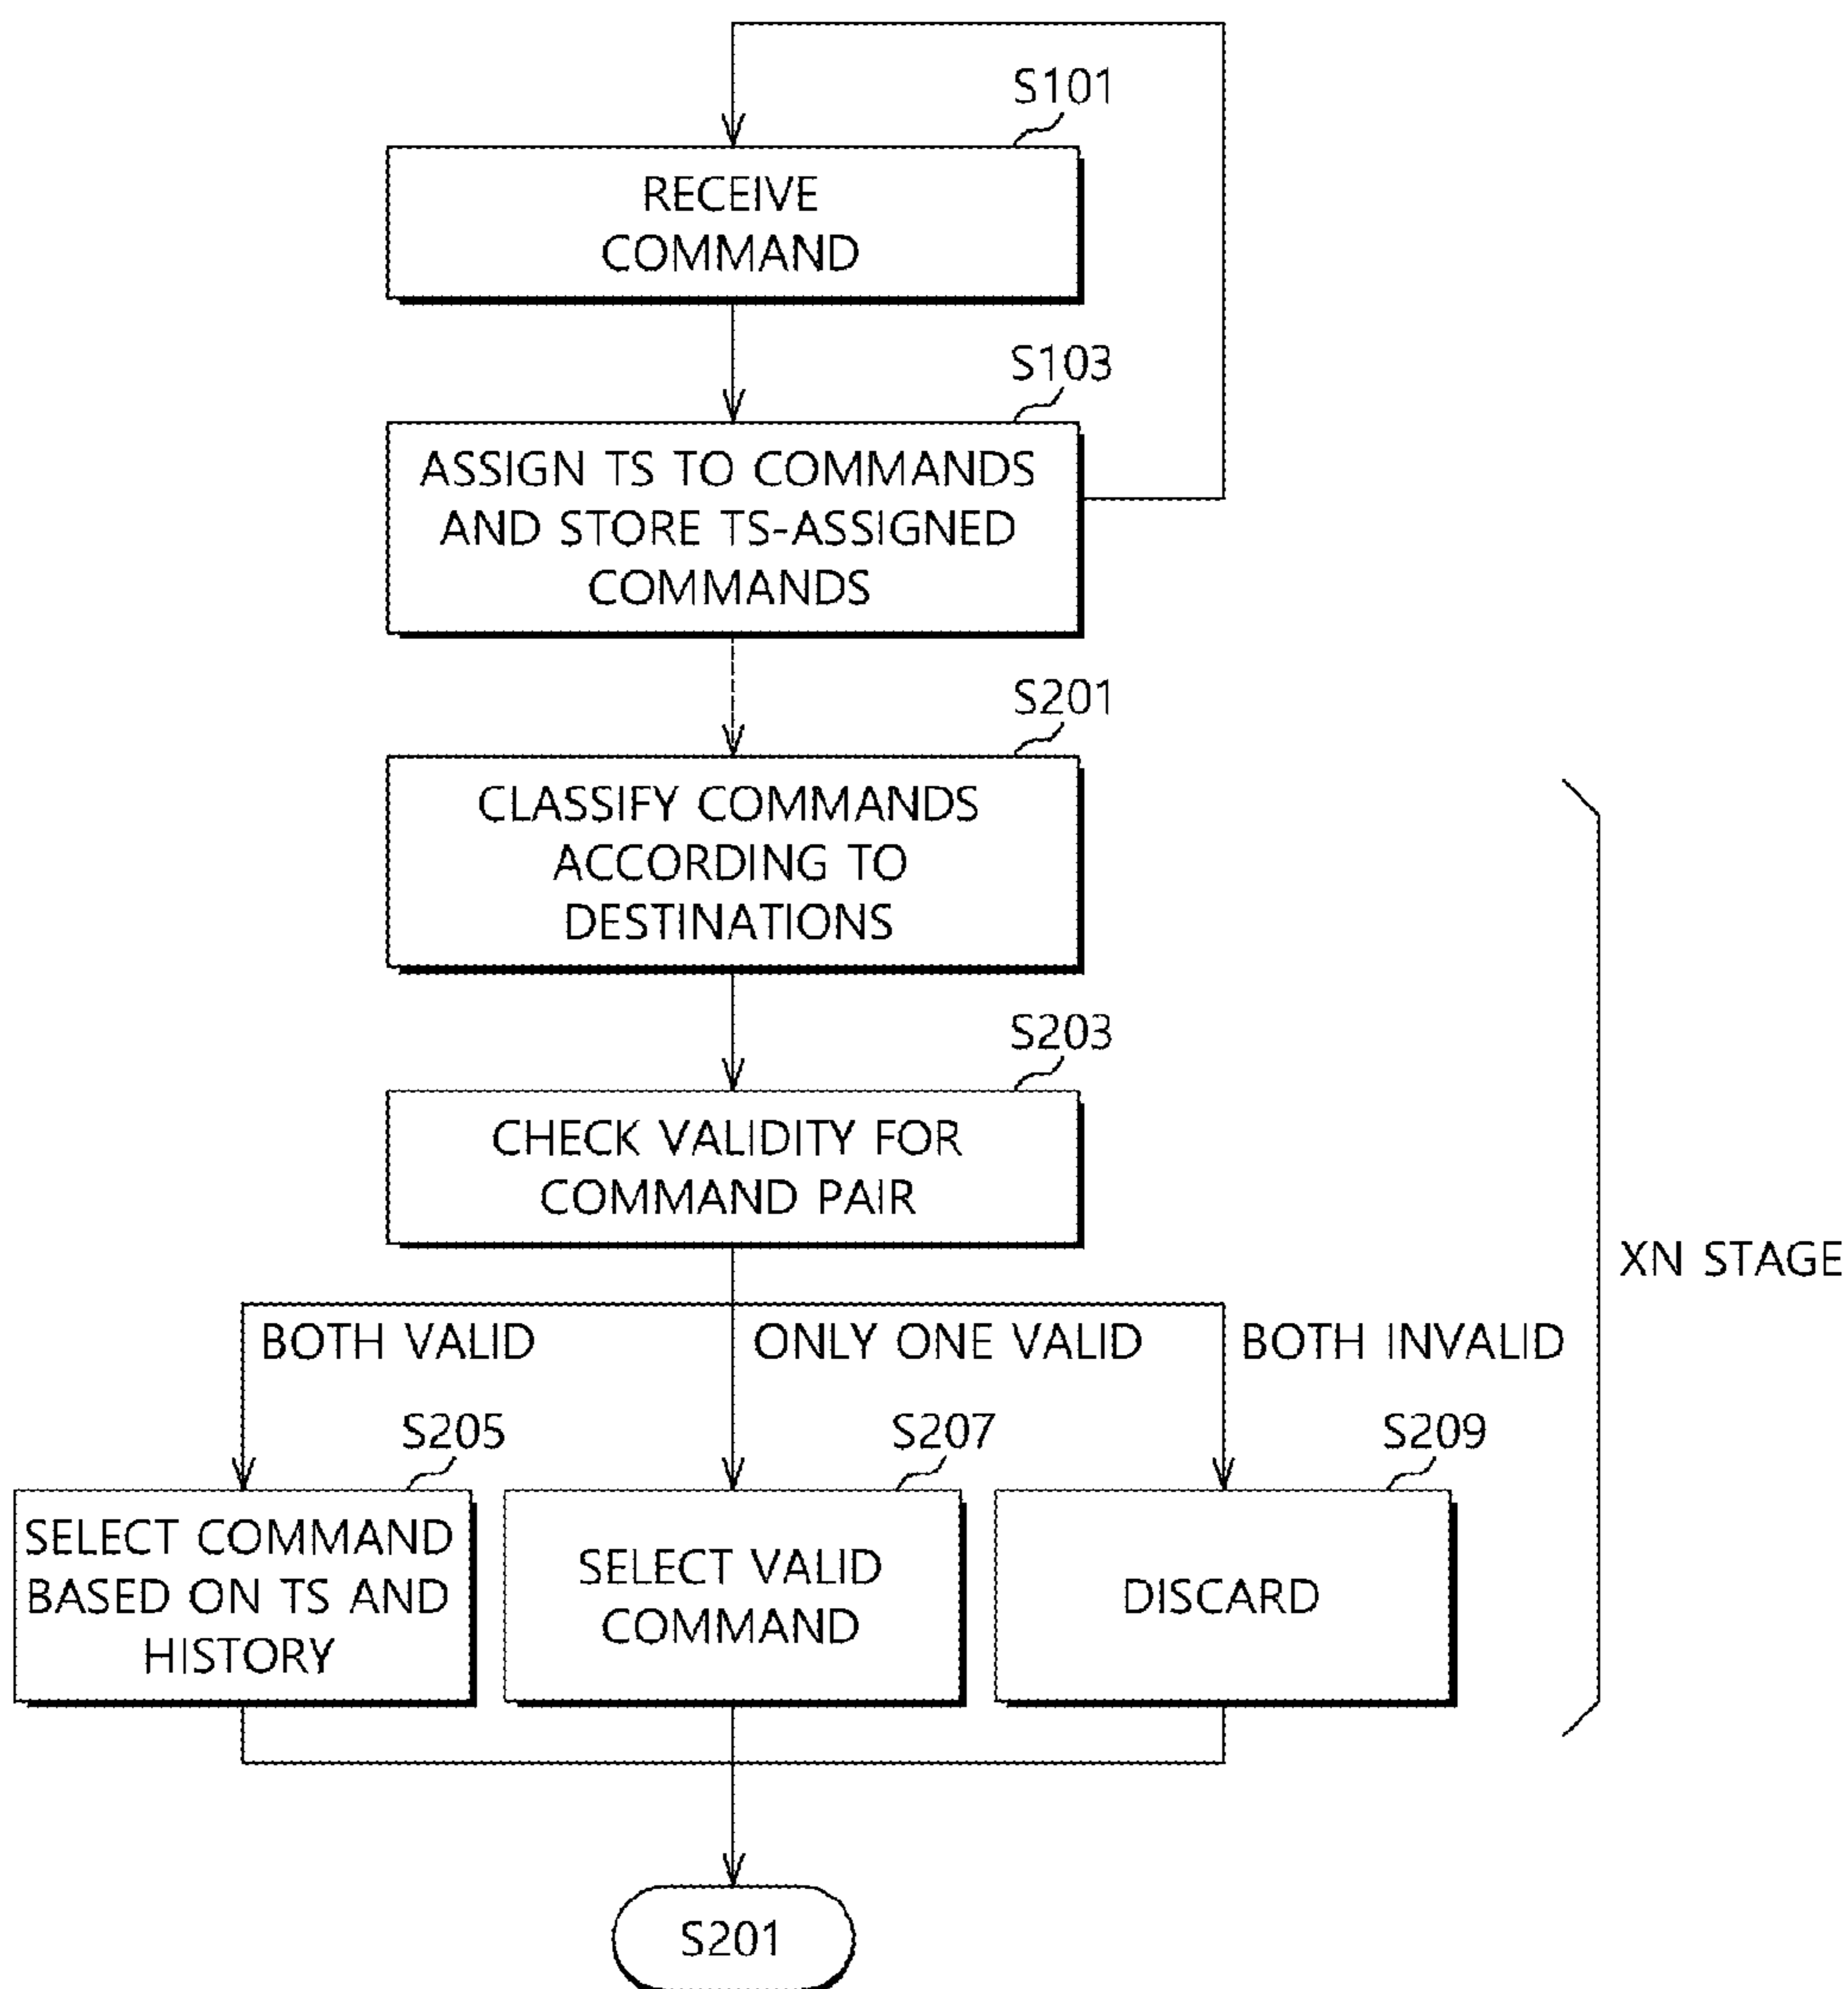 S101
RECEIVE
COMMAND
S103
ASSIGN TS TO COMMANDS
AND STORE TS-ASSIGNED
COMMANDS
S201
CLASSIFY COMMANDS
ACCORDING TO
DESTINATIONS
S203
CHECK VALIDITY FOR
COMMAND PAIR
XN STAGE
BOTH VALID
ONLY ONE VALID
BOTH INVALID
S205
SELECT COMMAND
BASED ON TS AND
HISTORY
S207
SELECT VALID
COMMAND
S209
DISCARD
S201